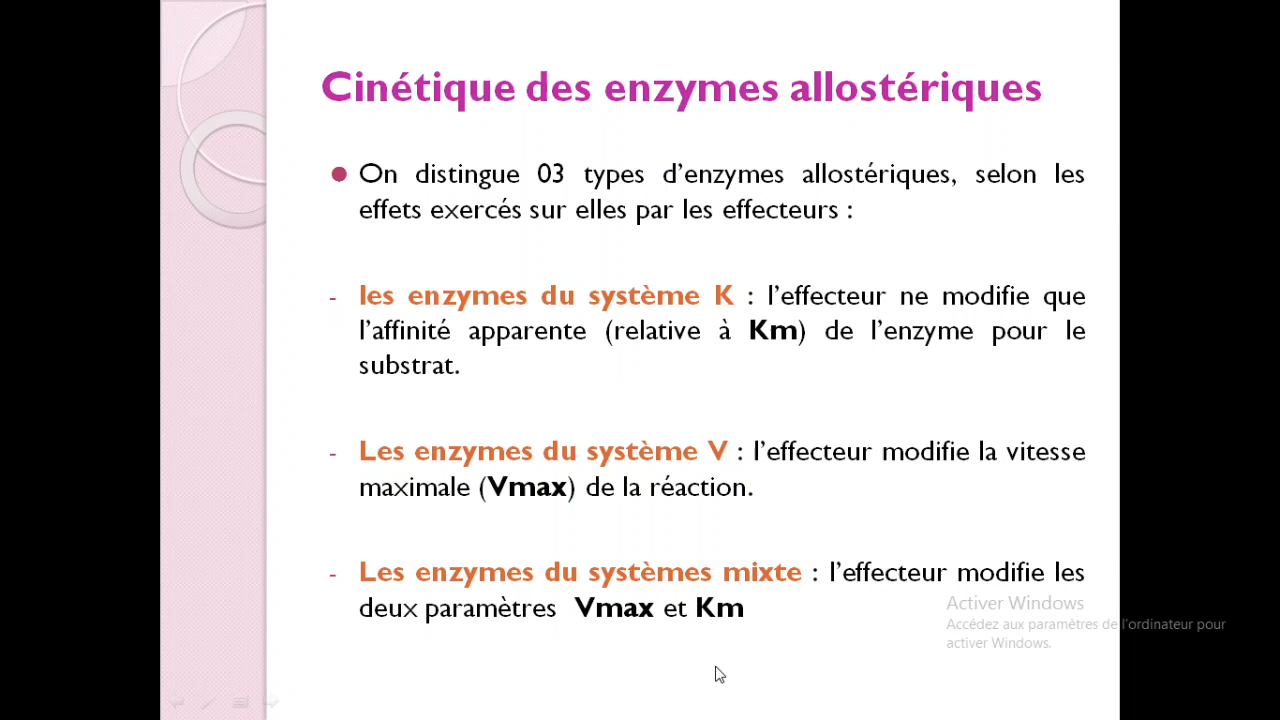 Cinétique des enzymes allostériques
On distingue 03 types d’enzymes allostériques, selon les
effets exercés sur elles par les effecteurs :
- les enzymes du système K : l’effecteur ne modifie que
l’affinité apparente (relative à Km) de l’enzyme pour le
substrat.
- Les enzymes du système V : l’effecteur modifie la vitesse
maximale (Vmax) de la réaction.
- Les enzymes du systèmes mixte : l’effecteur modifie les
deux paramètres Vmax et Km
Activer Windows
Accédez aux paramètres de l'ordinateur pour
activer Windows.